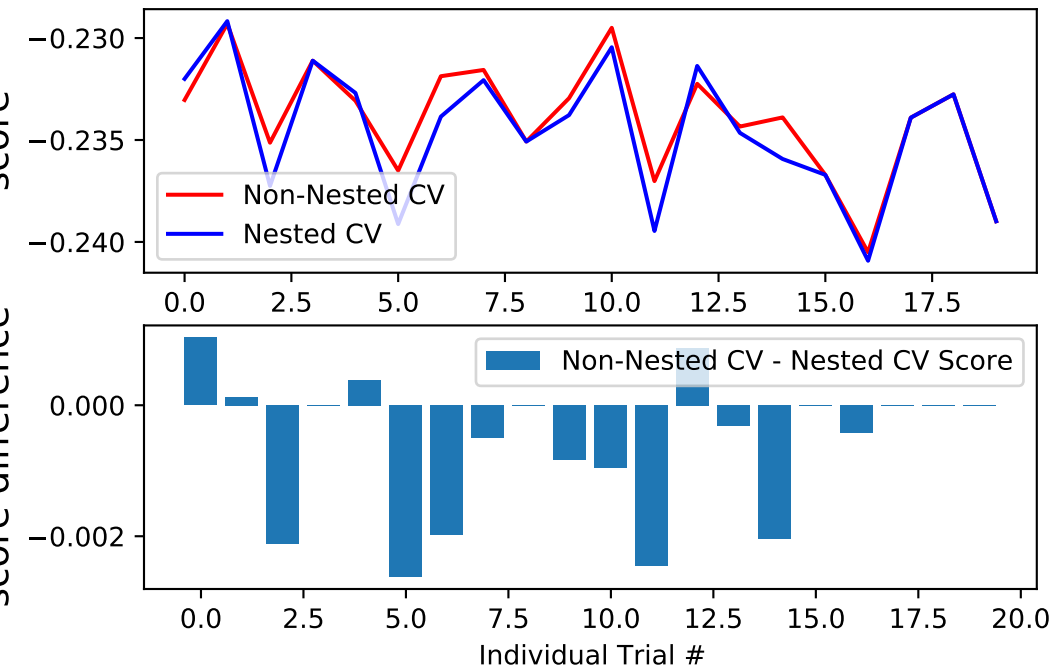 score
−0.230
−0.235
−0.240
Non-Nested CV
Nested CV
0.0 2.5 5.0 7.5 10.0 12.5 15.0 17.5
score difference
0.000
−0.002
Non-Nested CV - Nested CV Score
0.0 2.5 5.0 7.5 10.0 12.5 15.0 17.5 20.0
Individual Trial #